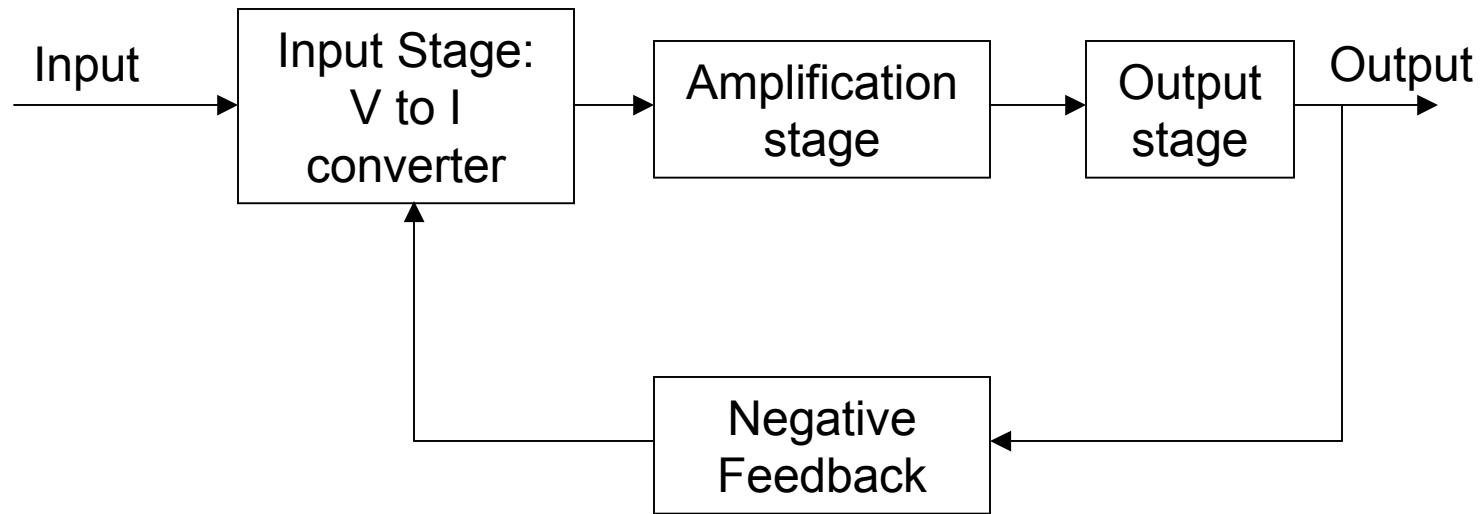 Input
Input Stage:
V to I
converter
Amplification
stage
Output
stage
Output
Negative
Feedback